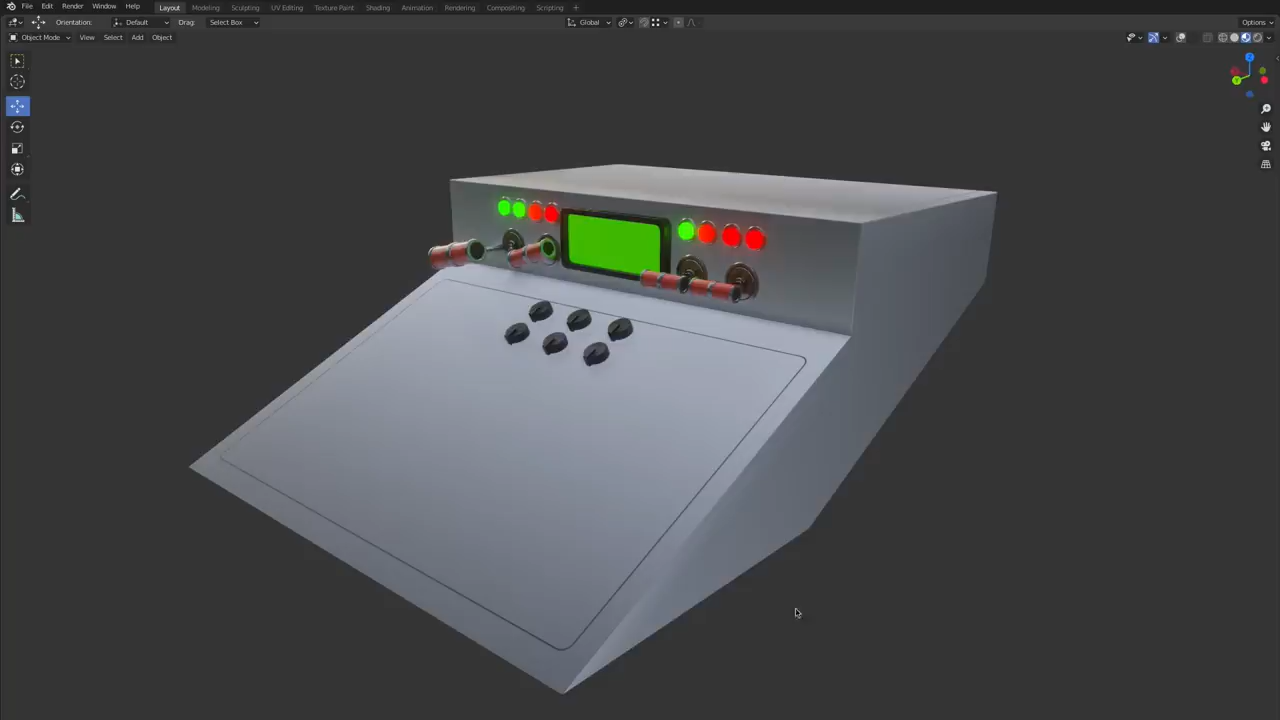 File Edit Render Window Help Layout Modeling Sculpting UV Editing Texture Paint Shading Animation Rendering Compositing Scripting +
Orientation: Default Drag: Select Box Global Options
Object Mode View Select Add Object
Z
Y